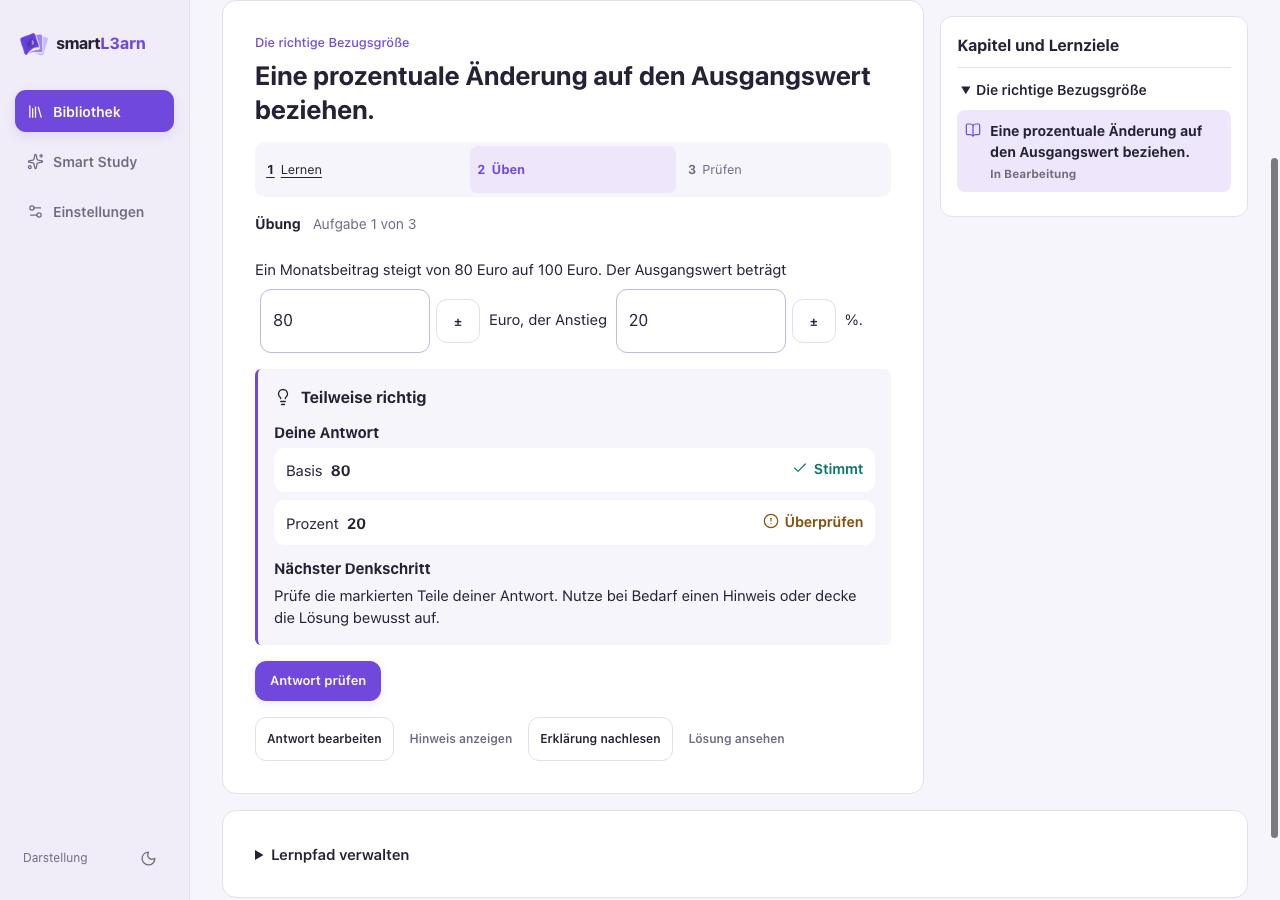 smartL3arn
Bibliothek
Smart Study
Einstellungen
Darstellung
Die richtige Bezugsgröße
Eine prozentuale Änderung auf den Ausgangswert
beziehen.
1 Lernen
2 Üben
3 Prüfen
Übung Aufgabe 1 von 3
Ein Monatsbeitrag steigt von 80 Euro auf 100 Euro. Der Ausgangswert beträgt
80 ± Euro, der Anstieg 20 ± %.
Teilweise richtig
Deine Antwort
Basis 80 Stimmt
Prozent 20 Überprüfen
Nächster Denkschritt
Prüfe die markierten Teile deiner Antwort. Nutze bei Bedarf einen Hinweis oder decke
die Lösung bewusst auf.
Antwort prüfen
Antwort bearbeiten Hinweis anzeigen Erklärung nachlesen Lösung ansehen
Lernpfad verwalten
Kapitel und Lernziele
Die richtige Bezugsgröße
Eine prozentuale Änderung auf
den Ausgangswert beziehen.
In Bearbeitung